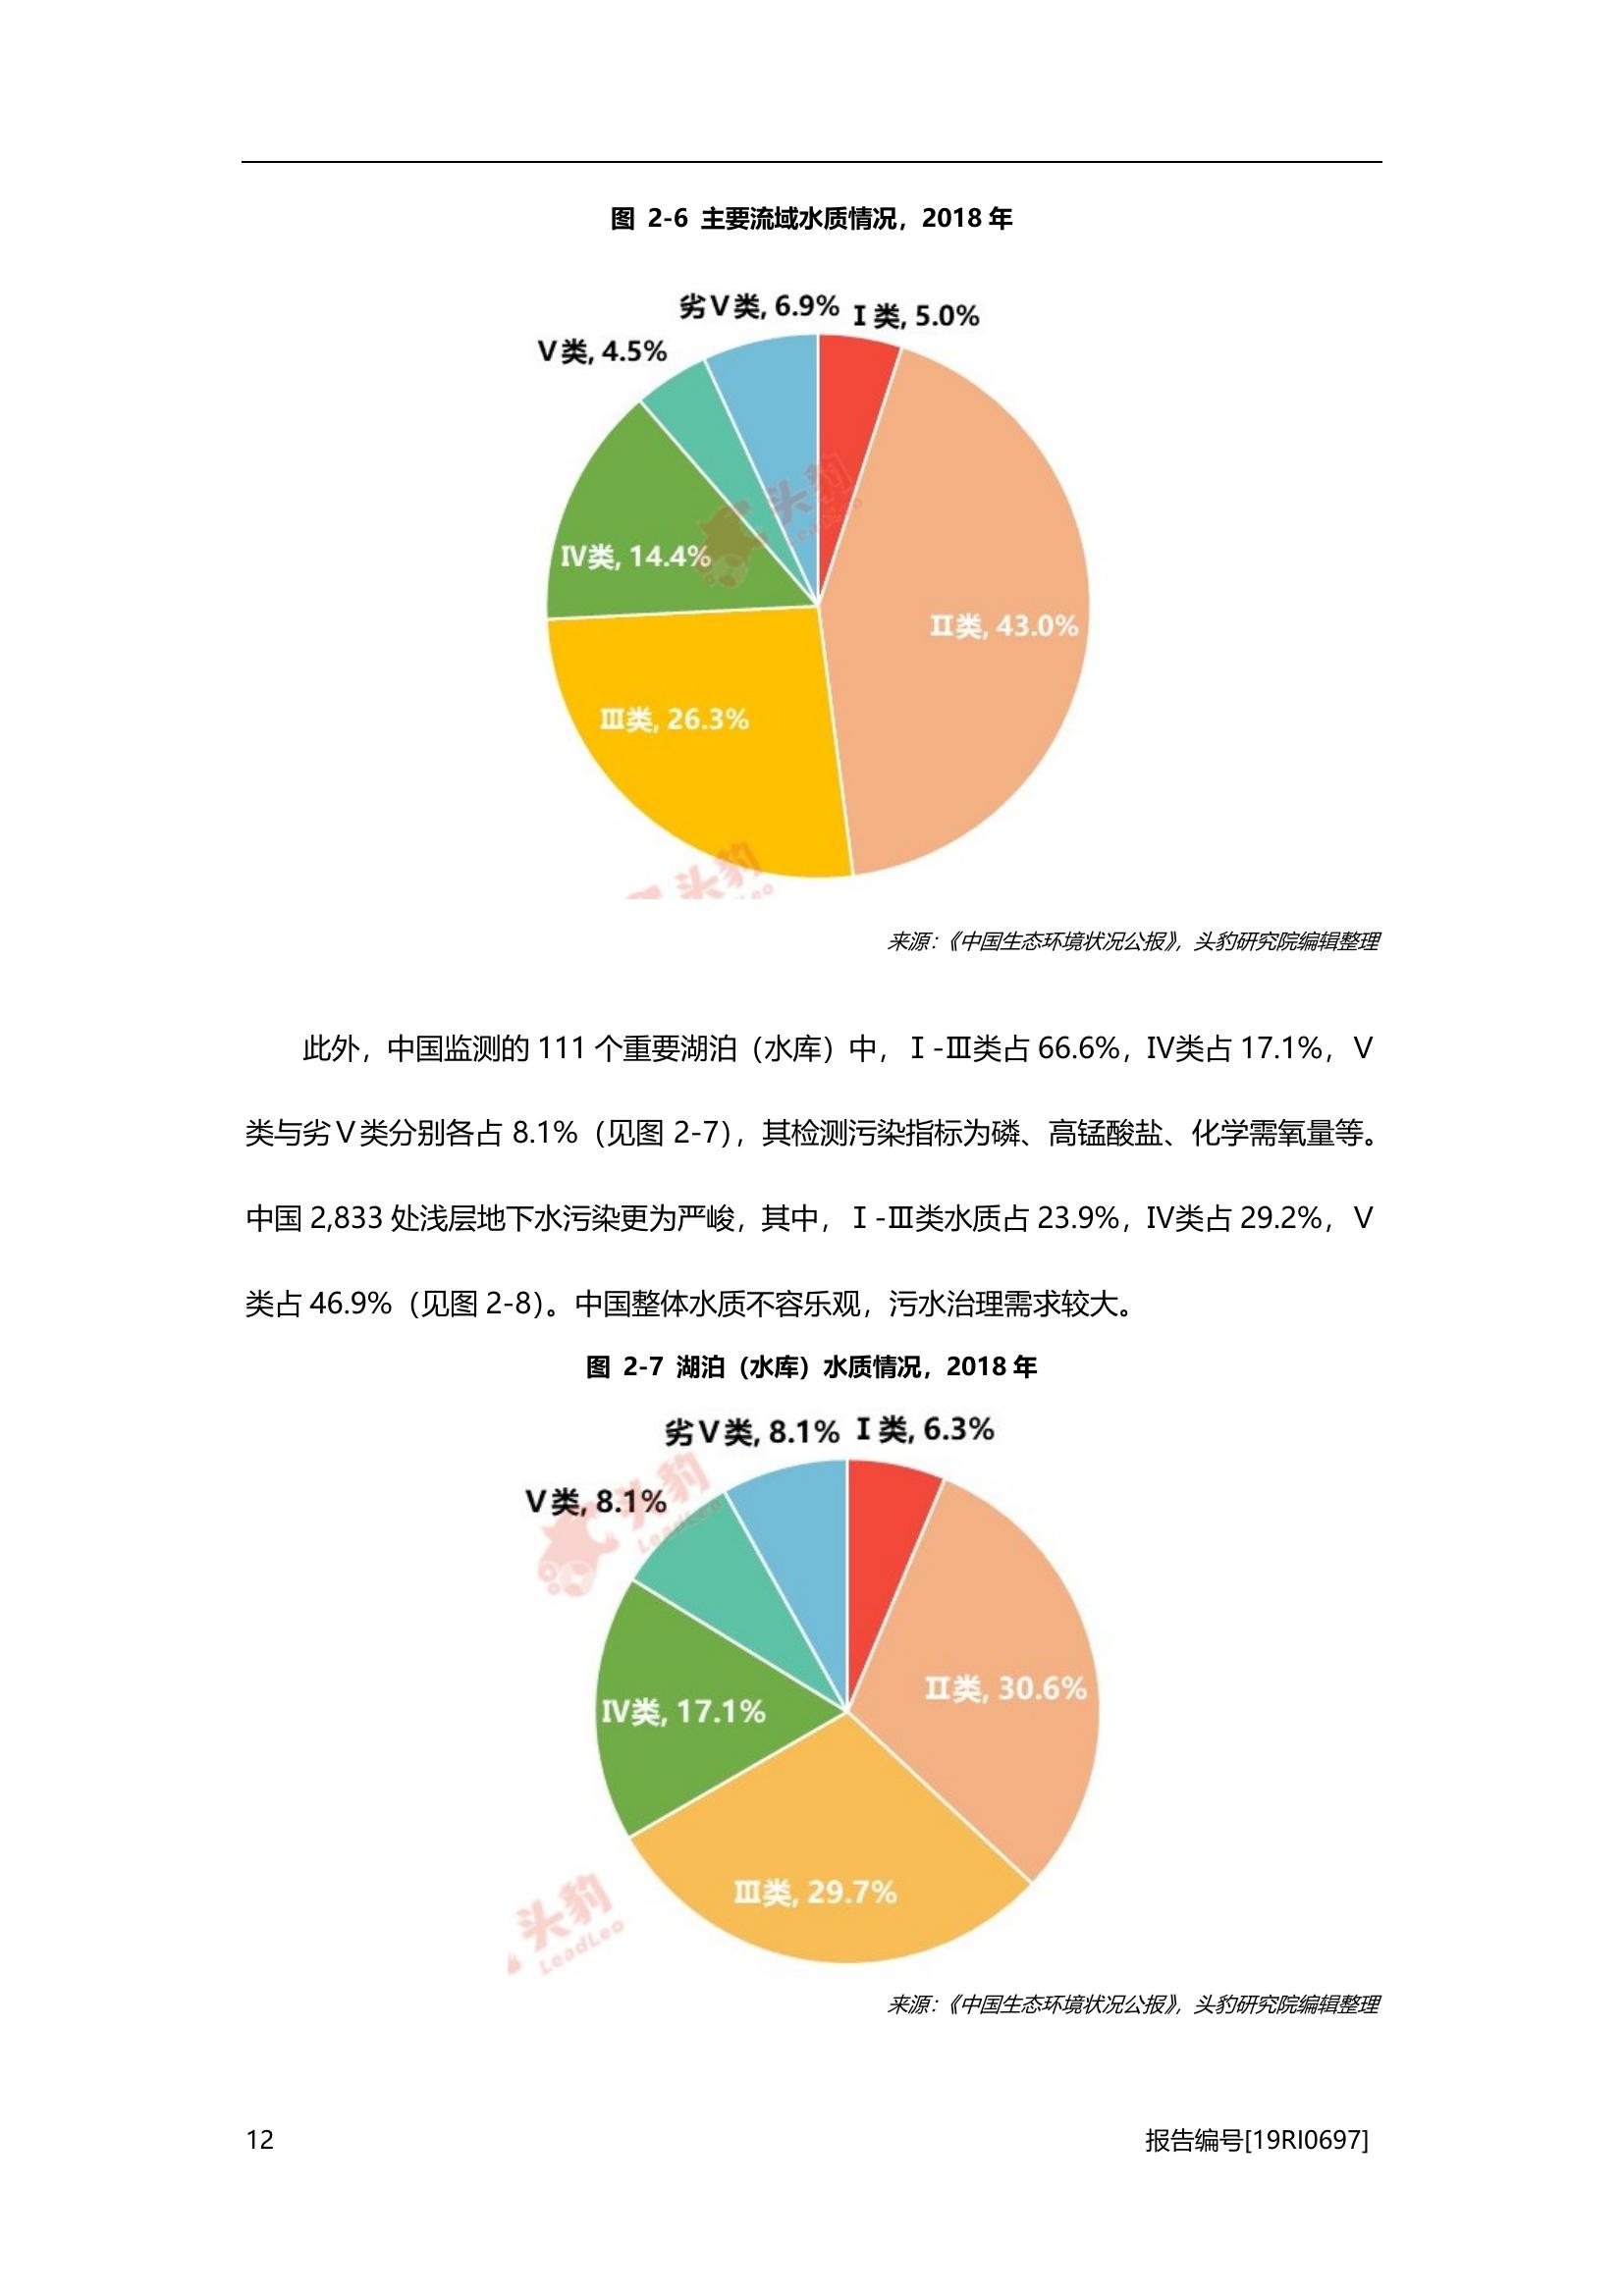 图 2-6 主要流域水质情况，2018 年
劣Ⅴ类, 6.9%
Ⅰ类, 5.0%
Ⅴ类, 4.5%
Ⅳ类, 14.4%
头豹
LeadLeo
Ⅱ类, 43.0%
Ⅲ类, 26.3%
头豹
来源：《中国生态环境状况公报》，头豹研究院编辑整理
此外，中国监测的 111 个重要湖泊（水库）中，Ⅰ-Ⅲ类占 66.6%，Ⅳ类占 17.1%，Ⅴ
类与劣Ⅴ类分别各占 8.1%（见图 2-7），其检测污染指标为磷、高锰酸盐、化学需氧量等。
中国 2,833 处浅层地下水污染更为严峻，其中，Ⅰ-Ⅲ类水质占 23.9%，Ⅳ类占 29.2%，Ⅴ
类占 46.9%（见图 2-8）。中国整体水质不容乐观，污水治理需求较大。
图 2-7 湖泊（水库）水质情况，2018 年
劣Ⅴ类, 8.1%
Ⅰ类, 6.3%
Ⅴ类, 8.1%
头豹
LeadLeo
Ⅱ类, 30.6%
Ⅳ类, 17.1%
Ⅲ类, 29.7%
头豹
LeadLeo
来源：《中国生态环境状况公报》，头豹研究院编辑整理
12
报告编号[19RI0697]